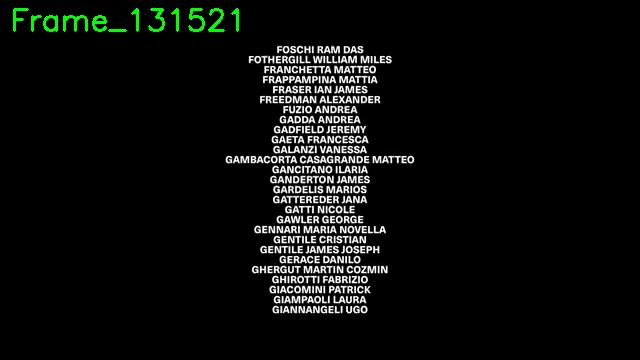 Frame_131521
FOSCHI RAM DAS
FOTHERGILL WILLIAM MILES
FRANCHETTA MATTEO
FRAPPAMPINA MATTIA
FRASER IAN JAMES
FREEDMAN ALEXANDER
FUZIO ANDREA
GADDA ANDREA
GADFIELD JEREMY
GAETA FRANCESCA
GALANZI VANESSA
GAMBACORTA CASAGRANDE MATTEO
GANCITANO ILARIA
GANDERTON JAMES
GARDELIS MARIOS
GATTEREDER JANA
GATTI NICOLE
GAWLER GEORGE
GENNARI MARIA NOVELLA
GENTILE CRISTIAN
GENTILE JAMES JOSEPH
GERACE DANILO
GHERGUT MARTIN COZMIN
GHIROTTI FABRIZIO
GIACOMINI PATRICK
GIAMPAOLI LAURA
GIANNANGELI UGO